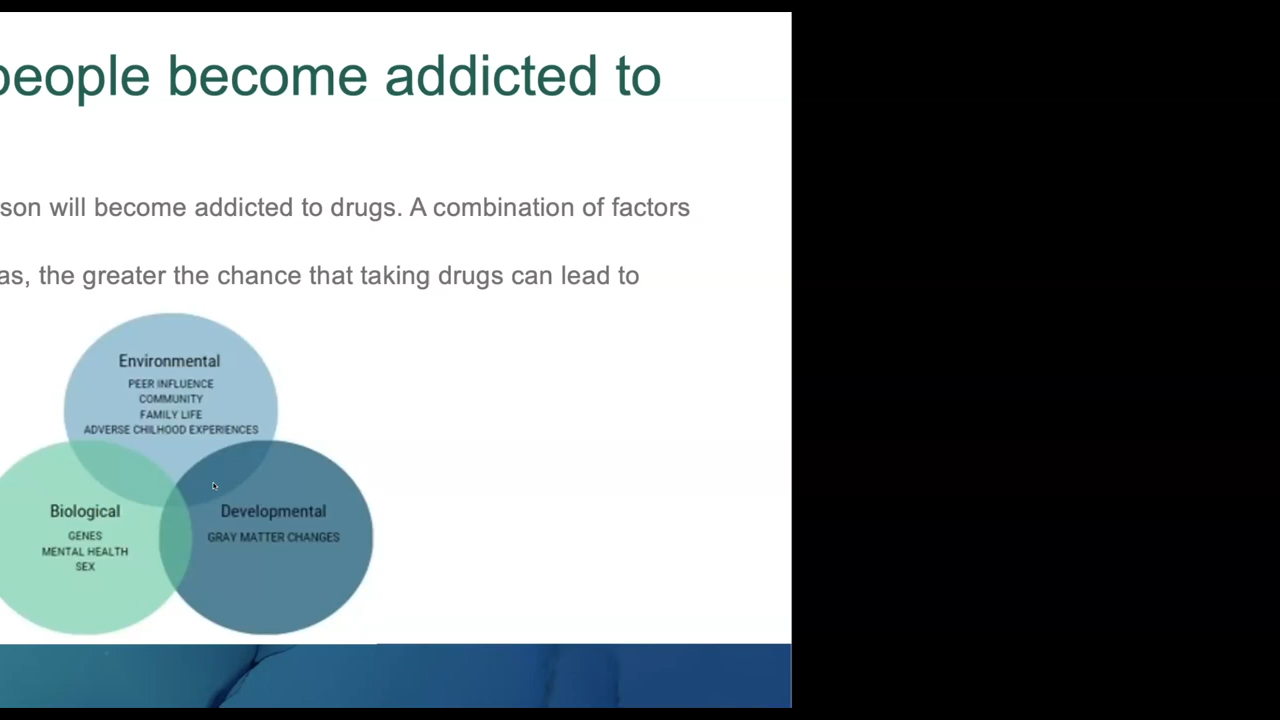 people become addicted to
son will become addicted to drugs. A combination of factors
as, the greater the chance that taking drugs can lead to
Environmental
PEER INFLUENCE
COMMUNITY
FAMILY LIFE
ADVERSE CHILHOOD EXPERIENCES
Biological
GENES
MENTAL HEALTH
SEX
Developmental
GRAY MATTER CHANGES